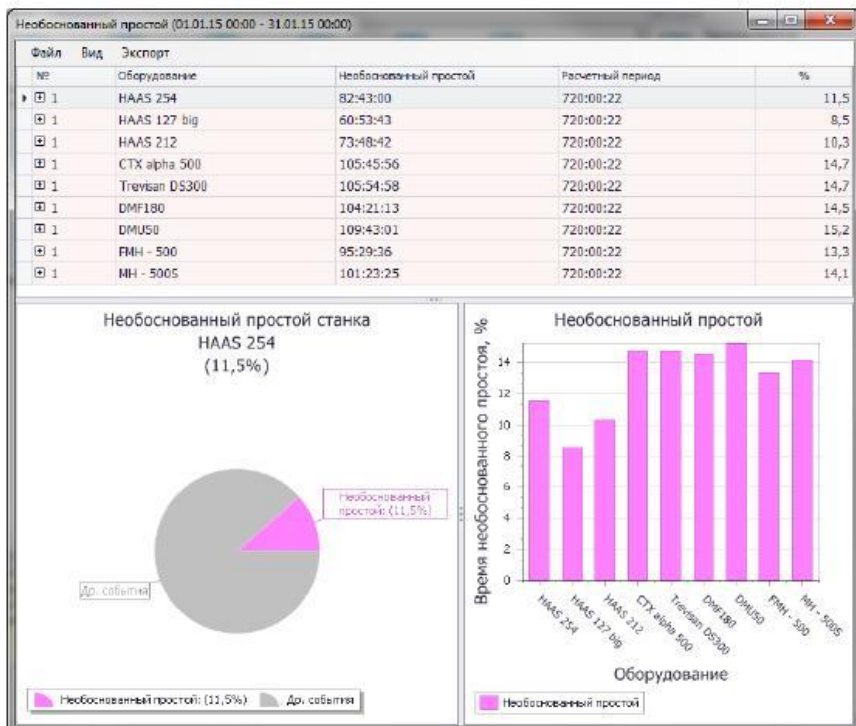 Необоснованный простой (01.01.15 00:00 - 31.01.15 00:00)
Файл Вид Экспорт
№ Оборудование Необоснованный простой Расчетный период %
1 HAAS 254 82:43:00 720:00:22 11,5
1 HAAS 127 big 60:53:43 720:00:22 8,5
1 HAAS 212 73:48:42 720:00:22 10,3
1 CTX alpha 500 105:45:56 720:00:22 14,7
1 Trevisan DS300 105:54:58 720:00:22 14,7
1 DMF180 104:21:13 720:00:22 14,5
1 DMU50 109:43:01 720:00:22 15,2
1 FMH - 500 95:29:36 720:00:22 13,3
1 MH - 500S 101:23:25 720:00:22 14,1
Необоснованный простой станка
HAAS 254
(11,5%)
Необоснованный
простой: (11,5%)
Др. события
Необоснованный простой: (11,5%) Др. события
Необоснованный простой
Время необоснованного простоя, %
14
12
10
8
6
4
2
0
HAAS 254
HAAS 127 big
HAAS 212
CTX alpha 500
Trevisan DS300
DMF180
DMU50
FMH - 500
MH - 500S
Оборудование
Необоснованный простой